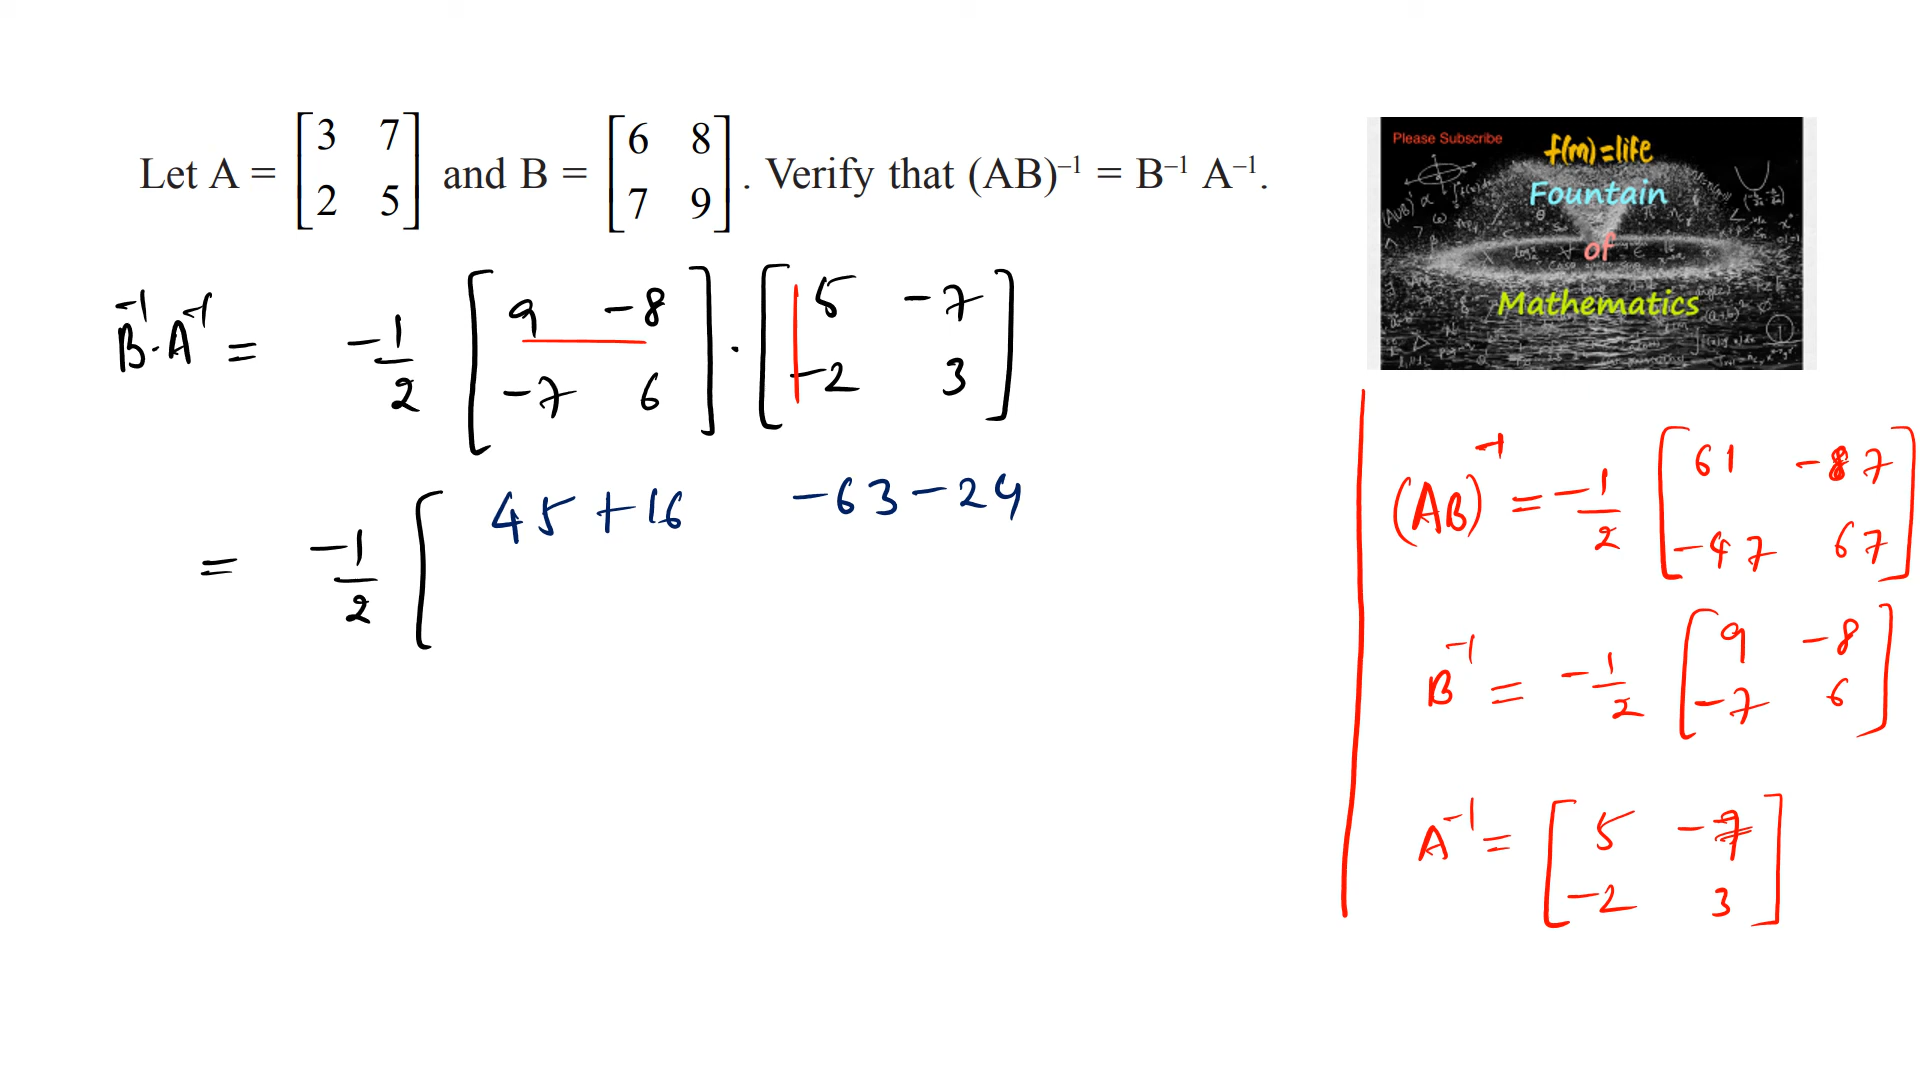 Let A = [3 7; 2 5] and B = [6 8; 7 9]. Verify that (AB)⁻¹ = B⁻¹ A⁻¹.
B⁻¹·A⁻¹ = -1/2 [9 -8; -7 6] · [5 -7; -2 3]
= -1/2 [45+16 -63-24
Please Subscribe
f(m)=life
Fountain
of
Mathematics
(AB)⁻¹ = -1/2 [61 -87; -47 67]
B⁻¹ = -1/2 [9 -8; -7 6]
A⁻¹ = [5 -7; -2 3]